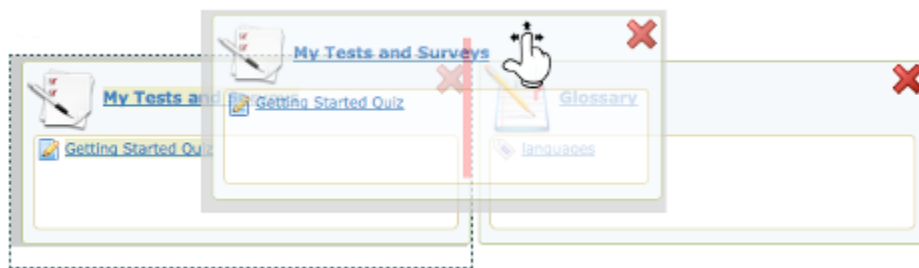 My Tests and Surveys
Getting Started Quiz
My Tests and Surveys
Getting Started Quiz
Glossary
languages